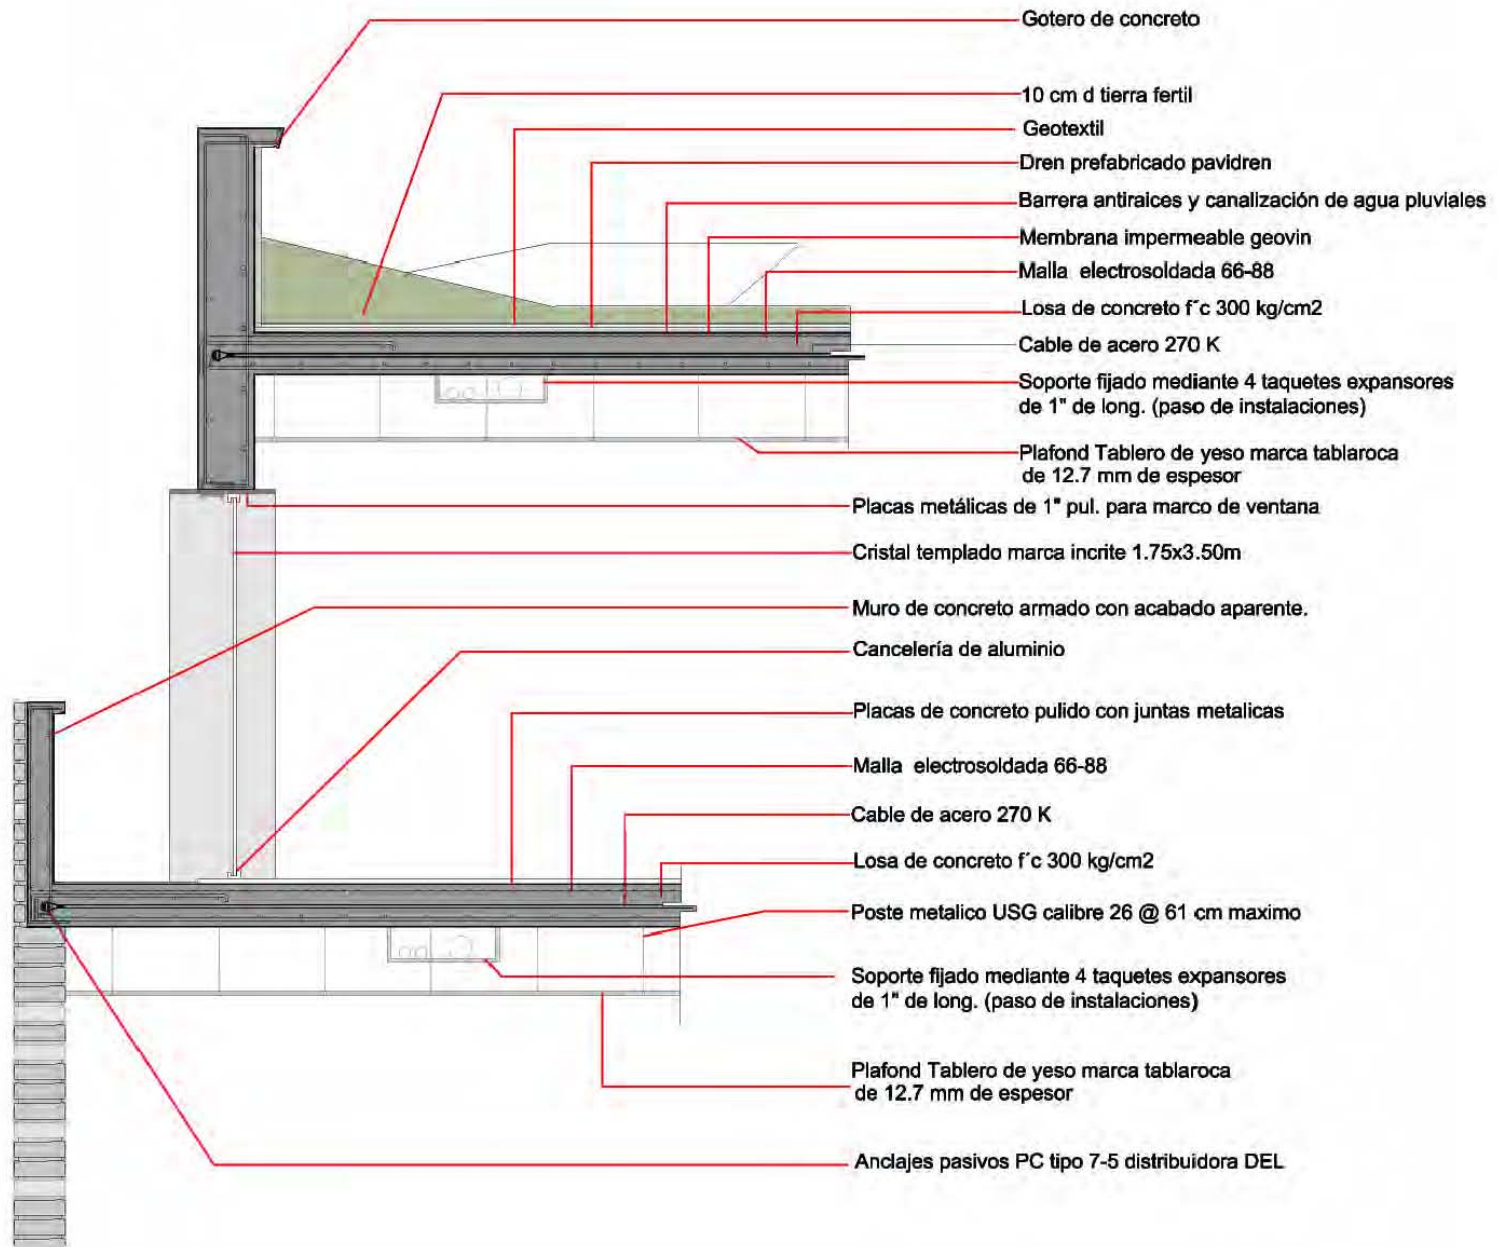 Gotero de concreto
10 cm d tierra fertil
Geotextil
Dren prefabricado pavidren
Barrera antiraices y canalización de agua pluviales
Membrana impermeable geovin
Malla electrosoldada 66-88
Losa de concreto f´c 300 kg/cm2
Cable de acero 270 K
Soporte fijado mediante 4 taquetes expansores
de 1" de long. (paso de instalaciones)
Plafond Tablero de yeso marca tablaroca
de 12.7 mm de espesor
Placas metálicas de 1" pul. para marco de ventana
Cristal templado marca incrite 1.75x3.50m
Muro de concreto armado con acabado aparente.
Cancelería de aluminio
Placas de concreto pulido con juntas metalicas
Malla electrosoldada 66-88
Cable de acero 270 K
Losa de concreto f´c 300 kg/cm2
Poste metalico USG calibre 26 @ 61 cm maximo
Soporte fijado mediante 4 taquetes expansores
de 1" de long. (paso de instalaciones)
Plafond Tablero de yeso marca tablaroca
de 12.7 mm de espesor
Anclajes pasivos PC tipo 7-5 distribuidora DEL